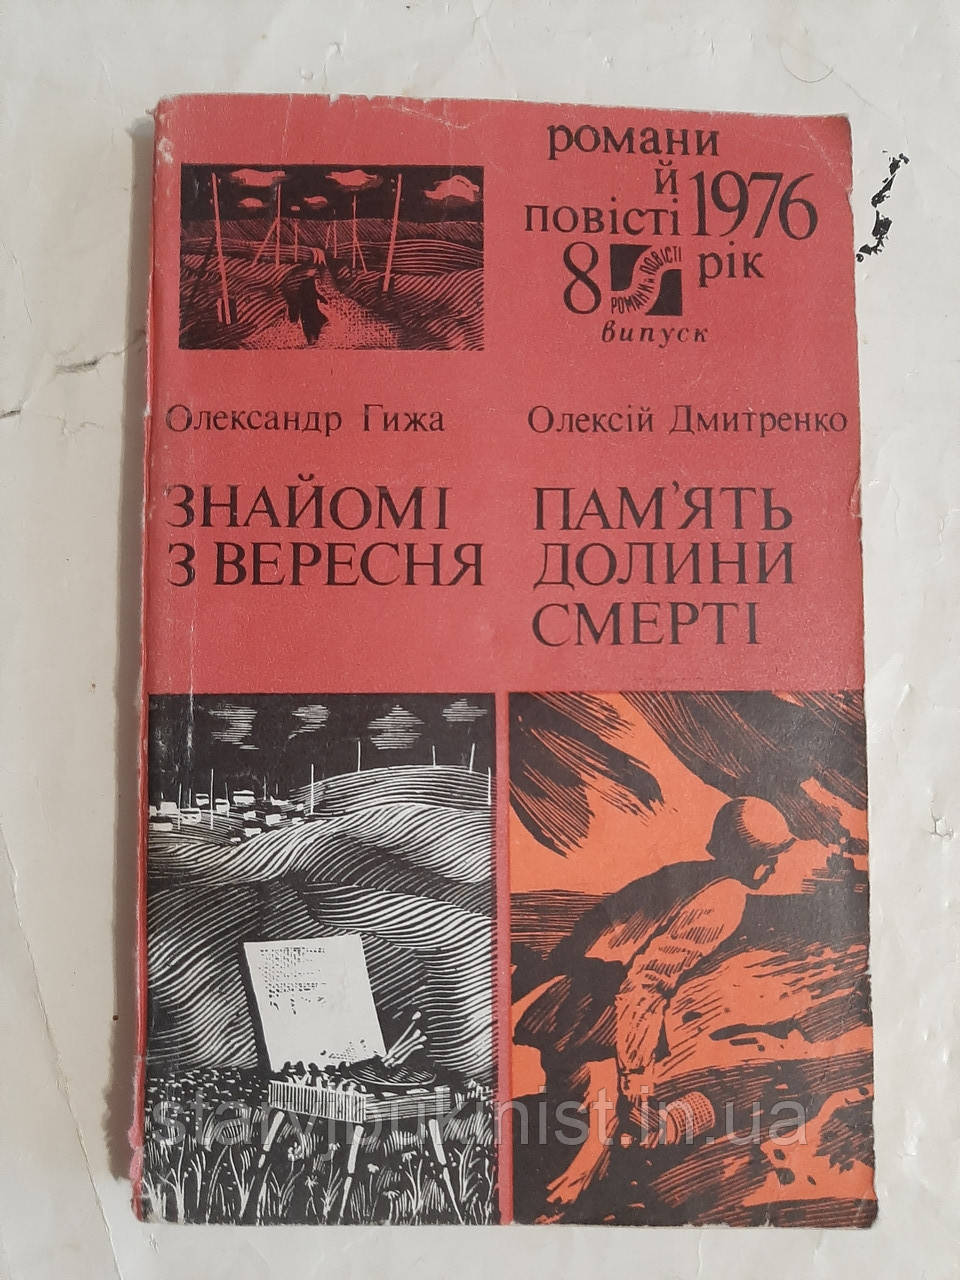 романи
й
повісті
1976
рік
8
РОМАНИ й ПОВІСТІ
випуск
Олександр Гижа
ЗНАЙОМІ
З ВЕРЕСНЯ
Олексій Дмитренко
ПАМ'ЯТЬ
ДОЛИНИ
СМЕРТІ
staryjbukinist.in.ua